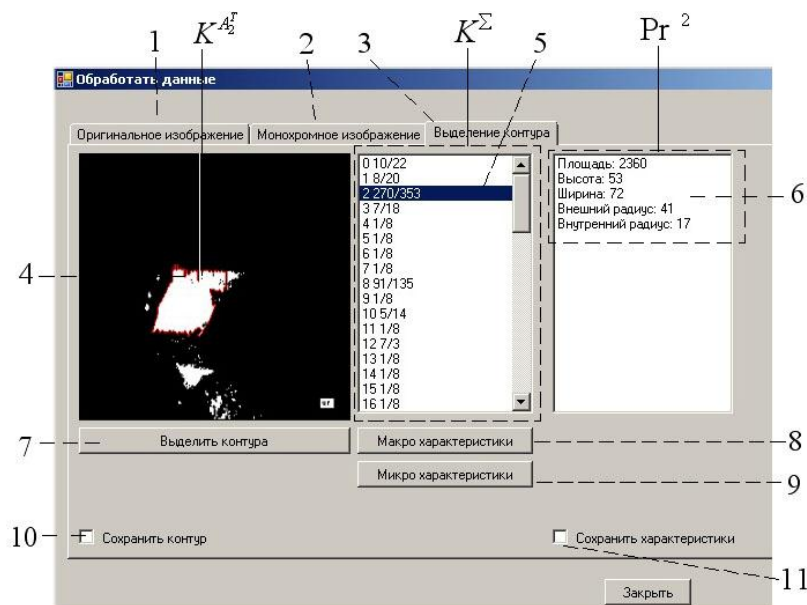 K^{A_2^T}
K^Σ
Pr ²
1
2
3
5
Обработать данные
Оригинальное изображение
Монохромное изображение
Выделение контура
0 10/22
1 8/20
2 270/353
3 7/18
4 1/8
5 1/8
6 1/8
7 1/8
8 91/135
9 1/8
10 5/14
11 1/8
12 7/3
13 1/8
14 1/8
15 1/8
16 1/8
Площадь: 2360
Высота: 53
Ширина: 72
Внешний радиус: 41
Внутренний радиус: 17
6
4
7
Выделить контура
Макро характеристики
8
Микро характеристики
9
10
Сохранить контур
Сохранить характеристики
11
Закрыть